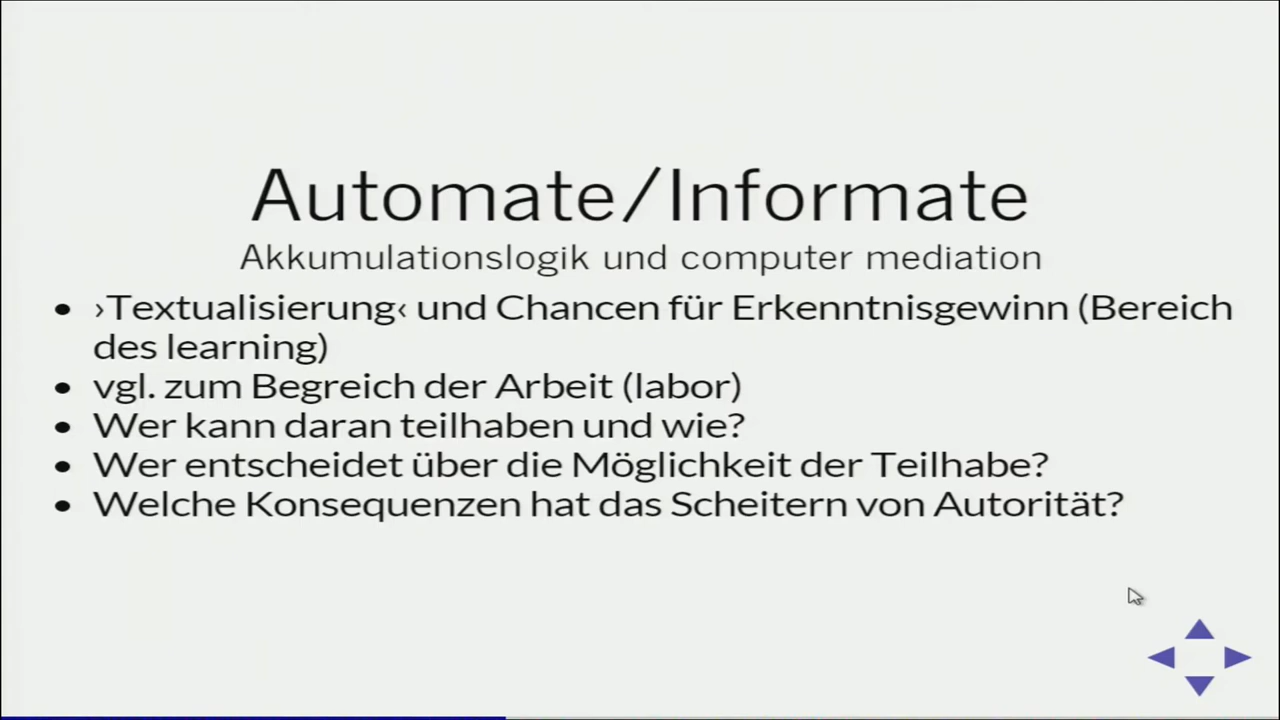 Automate/Informate
Akkumulationslogik und computer mediation
• ›Textualisierung‹ und Chancen für Erkenntnisgewinn (Bereich
des learning)
• vgl. zum Begreich der Arbeit (labor)
• Wer kann daran teilhaben und wie?
• Wer entscheidet über die Möglichkeit der Teilhabe?
• Welche Konsequenzen hat das Scheitern von Autorität?